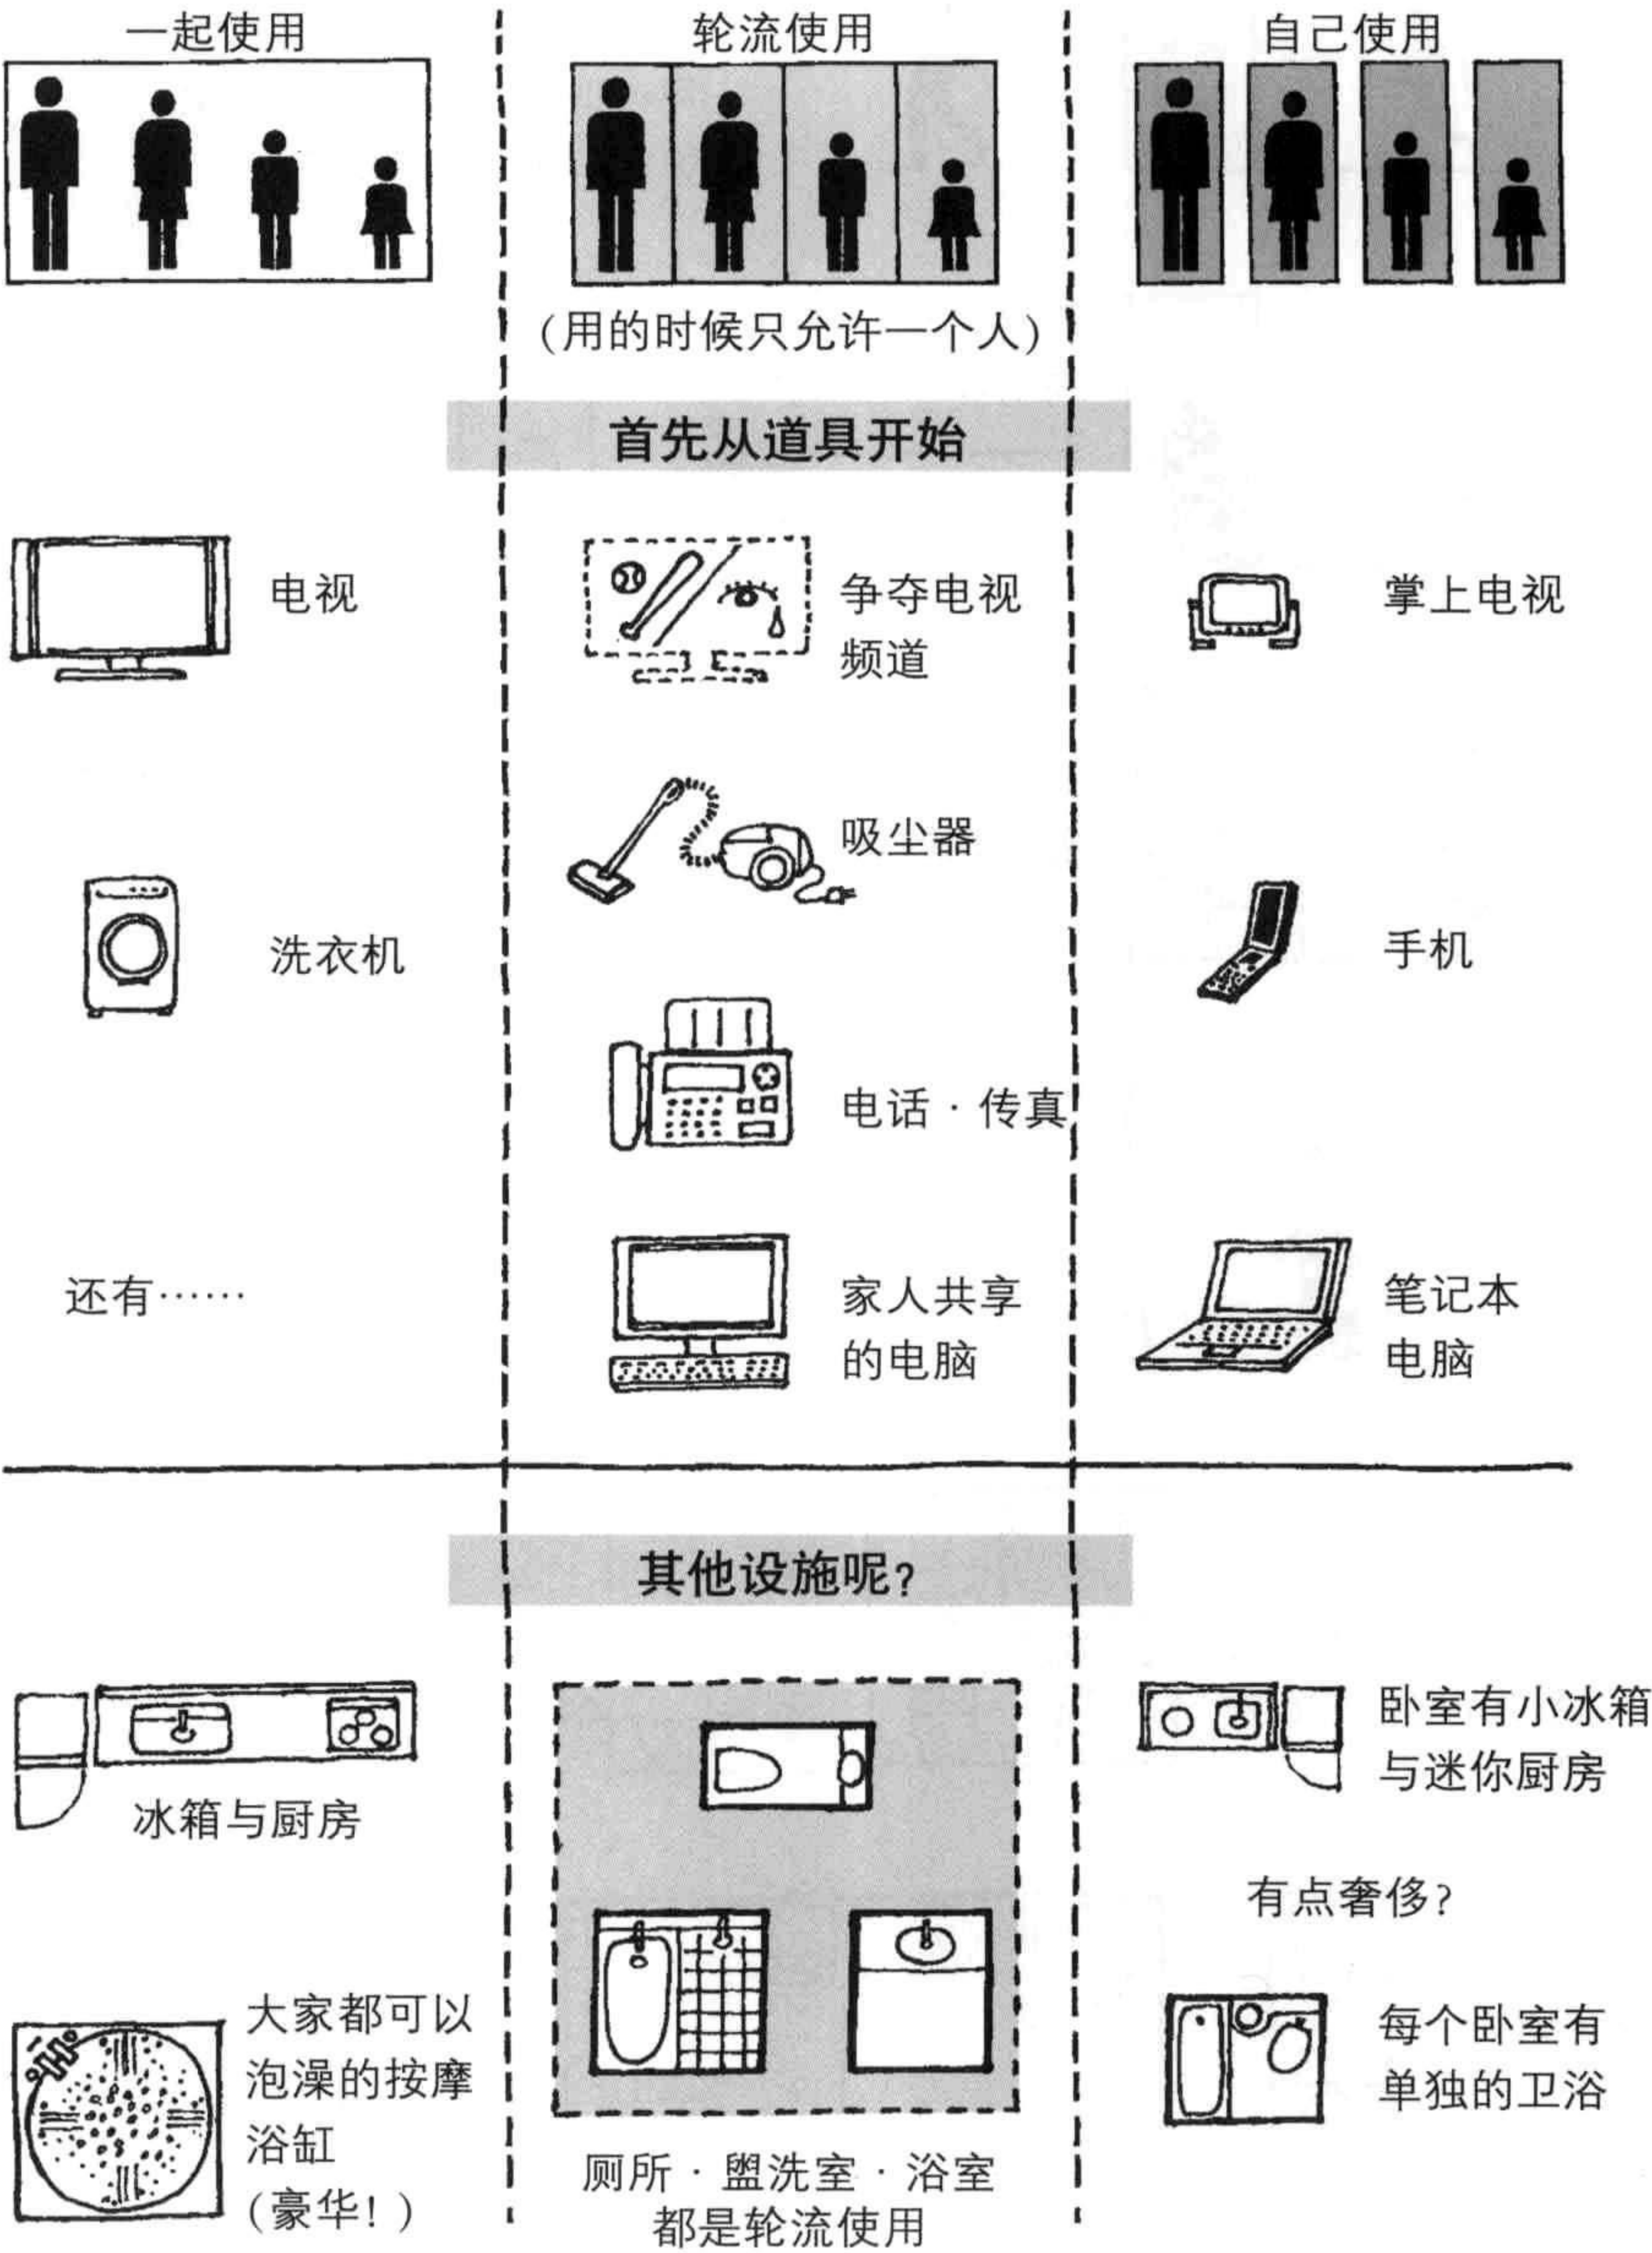 一起使用
轮流使用
自己使用
(用的时候只允许一个人)
首先从道具开始
电视
争夺电视
频道
掌上电视
吸尘器
洗衣机
手机
电话·传真
还有……
家人共享
的电脑
笔记本
电脑
其他设施呢?
冰箱与厨房
卧室有小冰箱
与迷你厨房
有点奢侈?
大家都可以
泡澡的按摩
浴缸
(豪华!)
厕所·盥洗室·浴室
都是轮流使用
每个卧室有
单独的卫浴